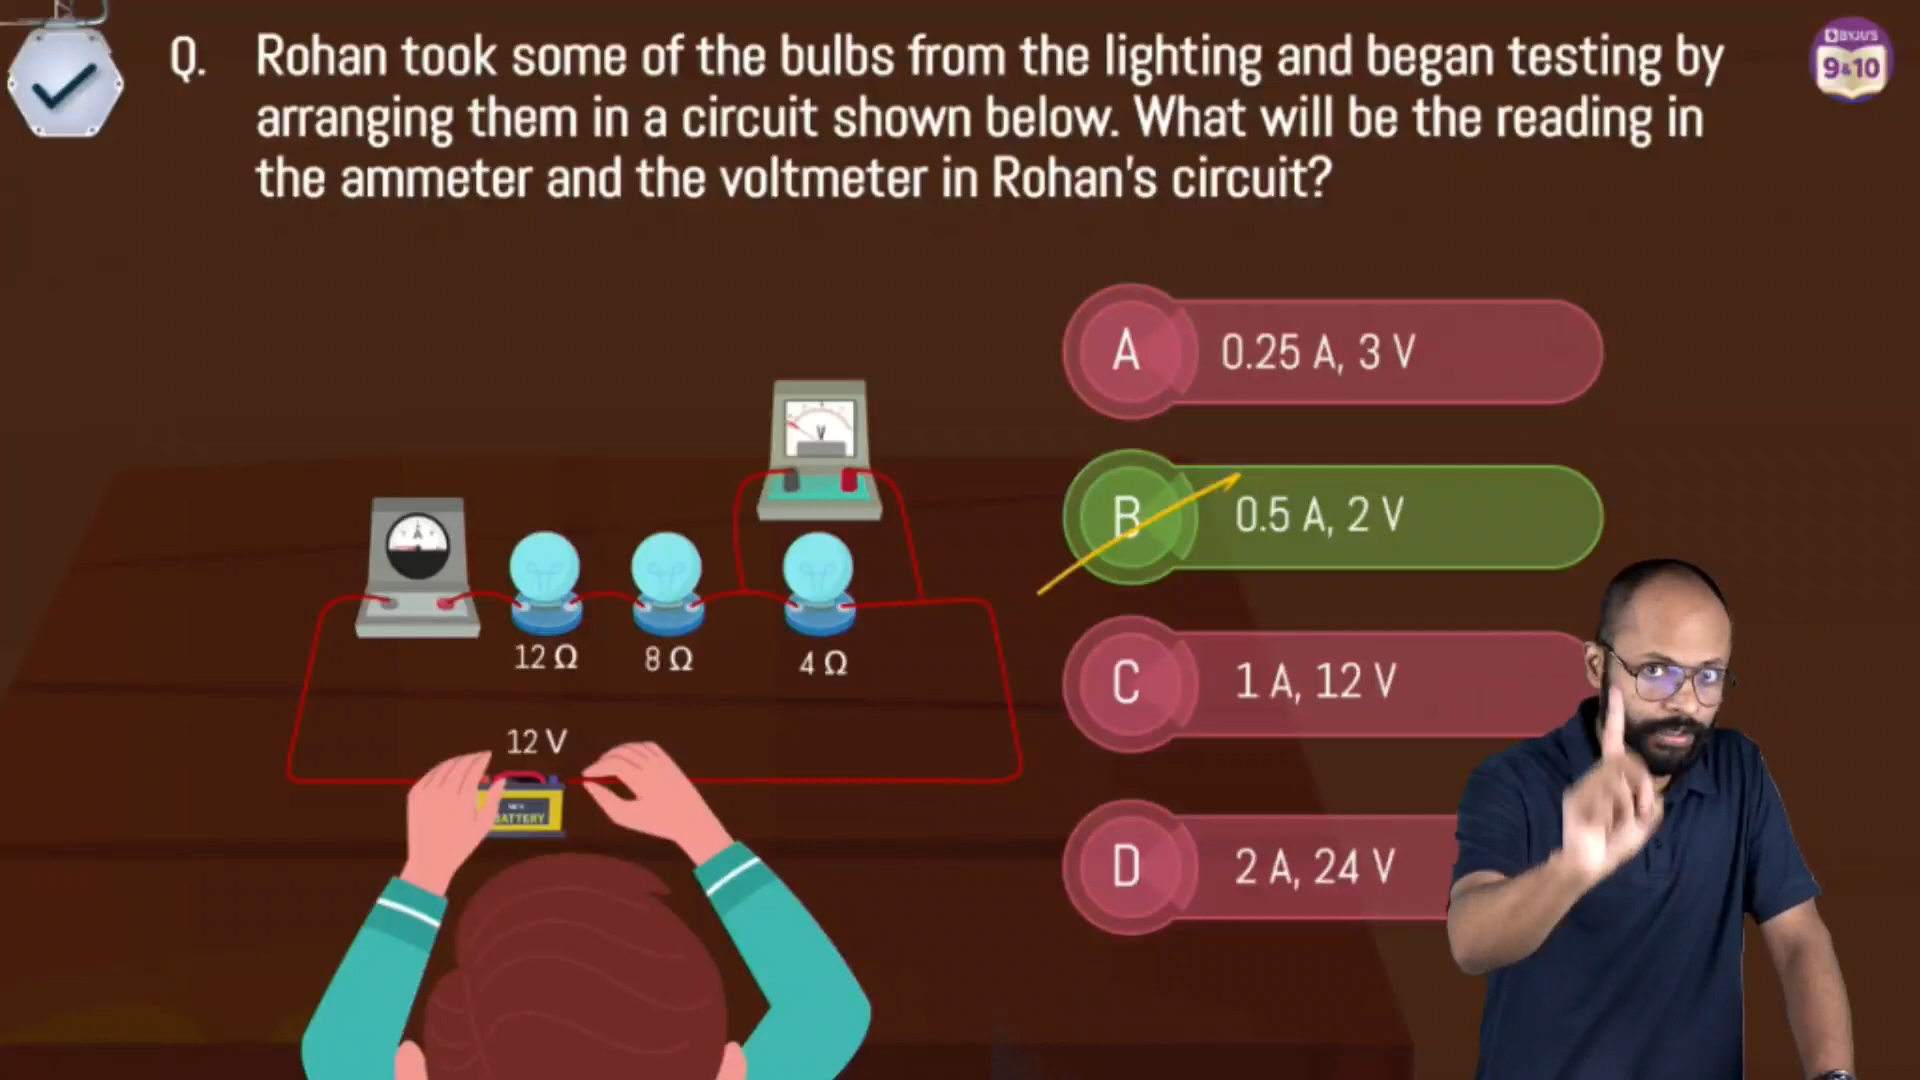 Q. Rohan took some of the bulbs from the lighting and began testing by
arranging them in a circuit shown below. What will be the reading in
the ammeter and the voltmeter in Rohan's circuit?
BYJU'S
9&10
A 0.25 A, 3 V
B 0.5 A, 2 V
C 1 A, 12 V
D 2 A, 24 V
V
A
12 Ω
8 Ω
4 Ω
12 V
BATTERY